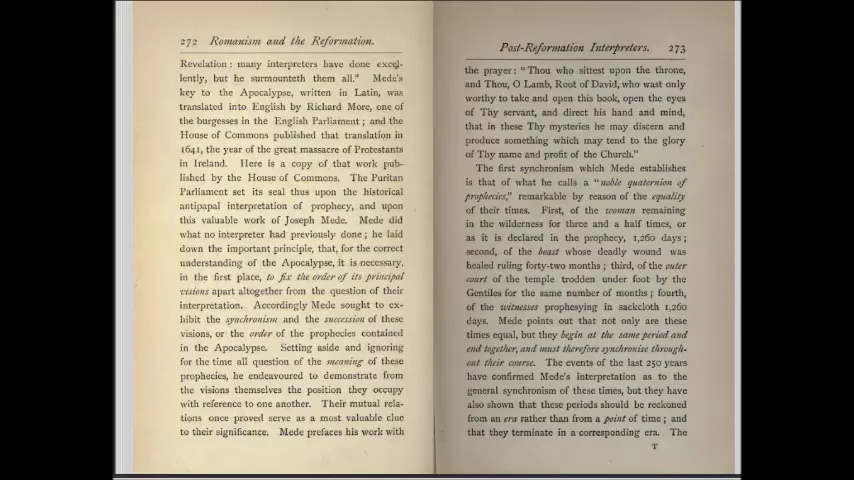 272 Romanism and the Reformation.
Revelation: many interpreters have done excel-
lently, but he surmounteth them all." Mede's
key to the Apocalypse, written in Latin, was
translated into English by Richard More, one of
the burgesses in the English Parliament; and the
House of Commons published that translation in
1641, the year of the great massacre of Protestants
in Ireland. Here is a copy of that work pub-
lished by the House of Commons. The Puritan
Parliament set its seal thus upon the historical
antipapal interpretation of prophecy, and upon
this valuable work of Joseph Mede. Mede did
what no interpreter had previously done; he laid
down the important principle, that, for the correct
understanding of the Apocalypse, it is necessary,
in the first place, to fix the order of its principal
visions apart altogether from the question of their
interpretation. Accordingly Mede sought to ex-
hibit the synchronism and the succession of these
visions, or the order of the prophecies contained
in the Apocalypse. Setting aside and ignoring
for the time all question of the meaning of these
prophecies, he endeavoured to demonstrate from
the visions themselves the position they occupy
with reference to one another. Their mutual rela-
tions once proved serve as a most valuable clue
to their significance. Mede prefaces his work with
Post-Reformation Interpreters. 273
the prayer: "Thou who sittest upon the throne,
and Thou, O Lamb, Root of David, who wast only
worthy to take and open this book, open the eyes
of Thy servant, and direct his hand and mind,
that in these Thy mysteries he may discern and
produce something which may tend to the glory
of Thy name and profit of the Church."
The first synchronism which Mede establishes
is that of what he calls a "noble quaternion of
prophecies," remarkable by reason of the equality
of their times. First, of the woman remaining
in the wilderness for three and a half times, or
as it is declared in the prophecy, 1,260 days;
second, of the beast whose deadly wound was
healed ruling forty-two months; third, of the outer
court of the temple trodden under foot by the
Gentiles for the same number of months; fourth,
of the witnesses prophesying in sackcloth 1,260
days. Mede points out that not only are these
times equal, but they begin at the same period and
end together, and must therefore synchronise through-
out their course. The events of the last 250 years
have confirmed Mede's interpretation as to the
general synchronism of these times, but they have
also shown that these periods should be reckoned
from an era rather than from a point of time; and
that they terminate in a corresponding era. The
T